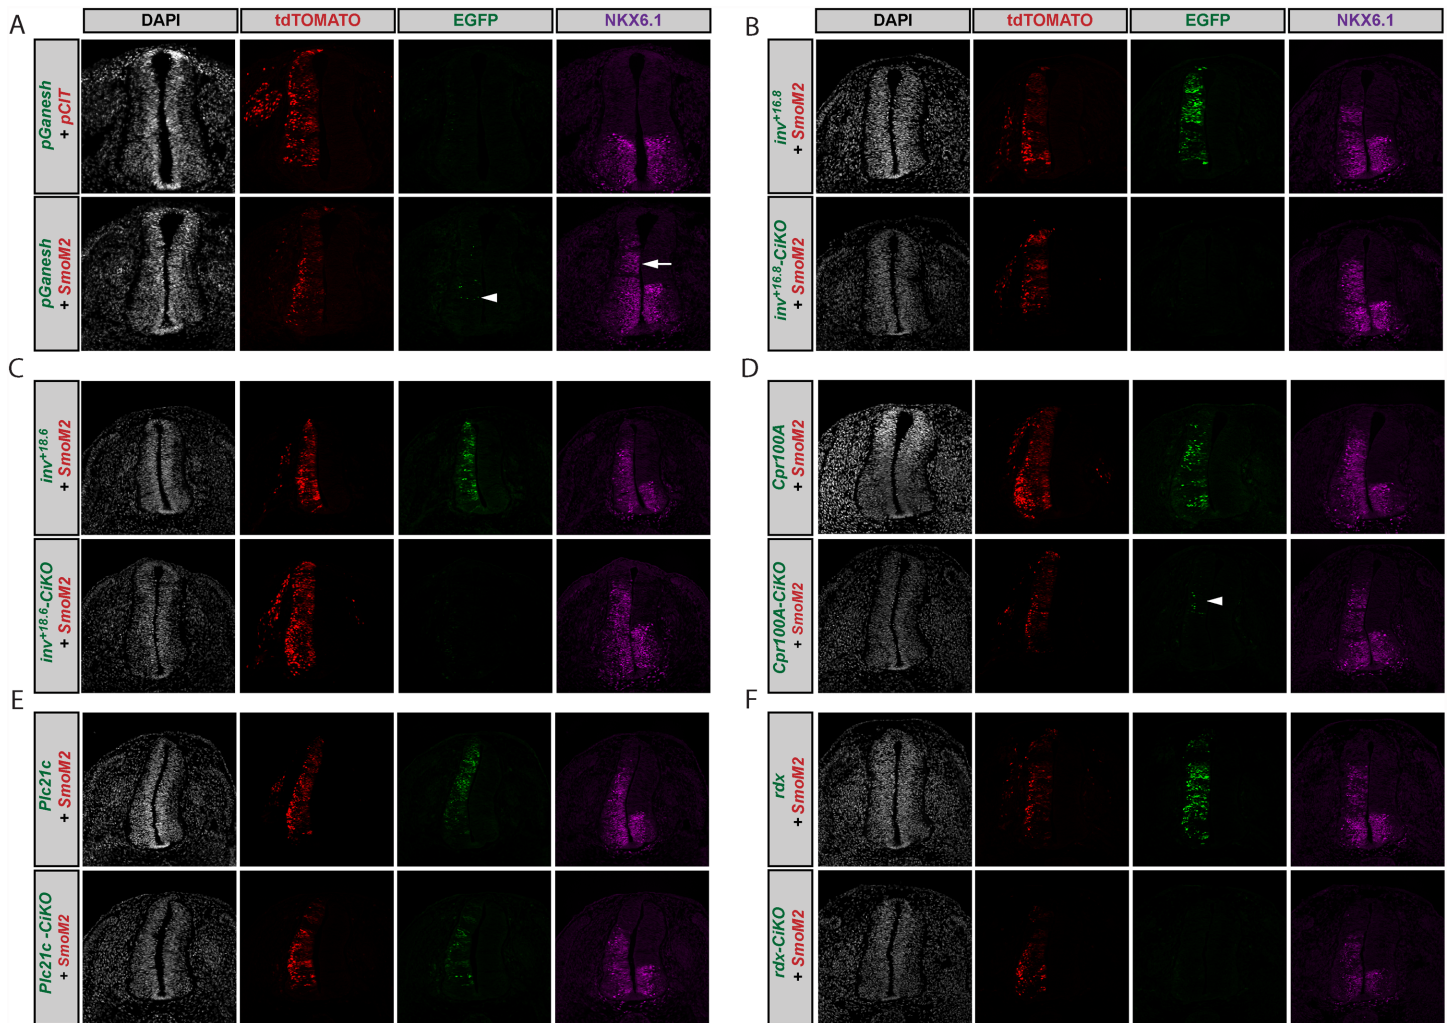 A
DAPI
tdTOMATO
EGFP
NKX6.1
pGanesh
+ pCIT
pGanesh
+ SmoM2
B
DAPI
tdTOMATO
EGFP
NKX6.1
inv+16.8
+ SmoM2
inv+16.8-CiKO
+ SmoM2
C
inv+18.6
+ SmoM2
inv+18.6-CiKO
+ SmoM2
D
Cpr100A
+ SmoM2
Cpr100A-CiKO
+ SmoM2
E
Plc21c
+ SmoM2
Plc21c -CiKO
+ SmoM2
F
rdx
+ SmoM2
rdx-CiKO
+ SmoM2